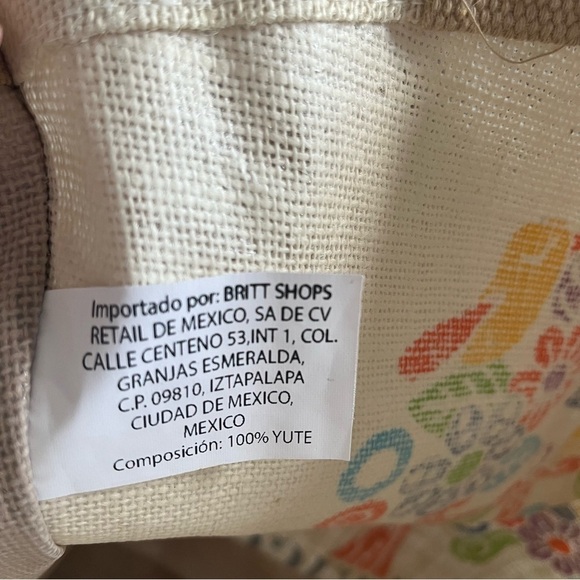 Importado por: BRITT SHOPS
RETAIL DE MEXICO, SA DE CV
CALLE CENTENO 53,INT 1, COL.
GRANJAS ESMERALDA,
C.P. 09810, IZTAPALAPA
CIUDAD DE MEXICO,
MEXICO
Composición: 100% YUTE